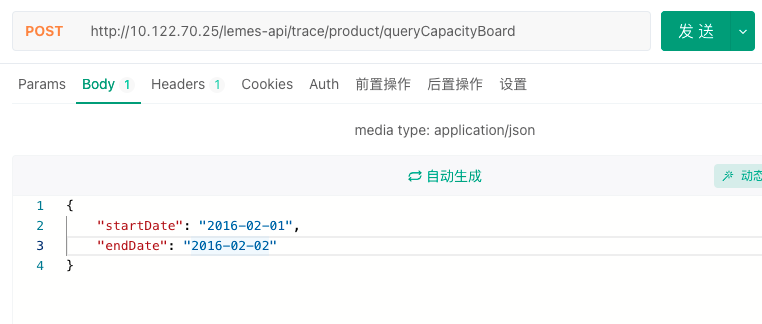 POST http://10.122.70.25/lemes-api/trace/product/queryCapacityBoard 发 送
Params Body 1 Headers 1 Cookies Auth 前置操作 后置操作 设置
media type: application/json
自动生成 动态
1 {
2 "startDate": "2016-02-01",
3 "endDate": "2016-02-02"
4 }